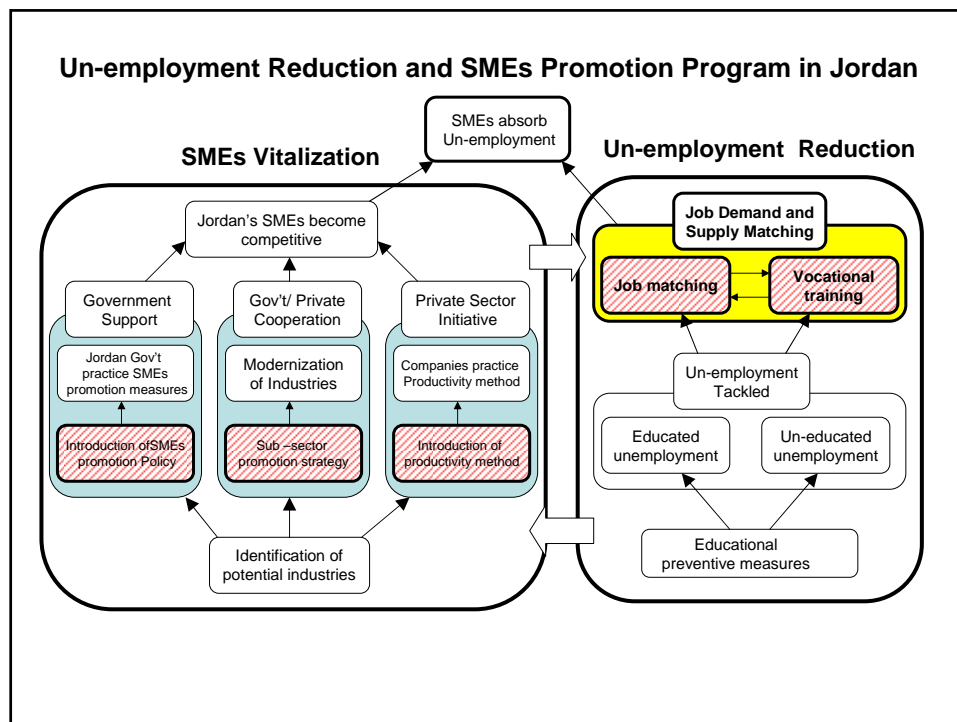 Un-employment Reduction and SMEs Promotion Program in Jordan
SMEs absorb
Un-employment
SMEs Vitalization
Jordan's SMEs become
competitive
Government
Support
Jordan Gov't
practice SMEs
promotion measures
Introduction ofSMEs
promotion Policy
Gov't/ Private
Cooperation
Modernization
of Industries
Sub –sector
promotion strategy
Private Sector
Initiative
Companies practice
Productivity method
Introduction of
productivity method
Identification of
potential industries
Un-employment Reduction
Job Demand and
Supply Matching
Job matching
Vocational
training
Un-employment
Tackled
Educated
unemployment
Un-educated
unemployment
Educational
preventive measures